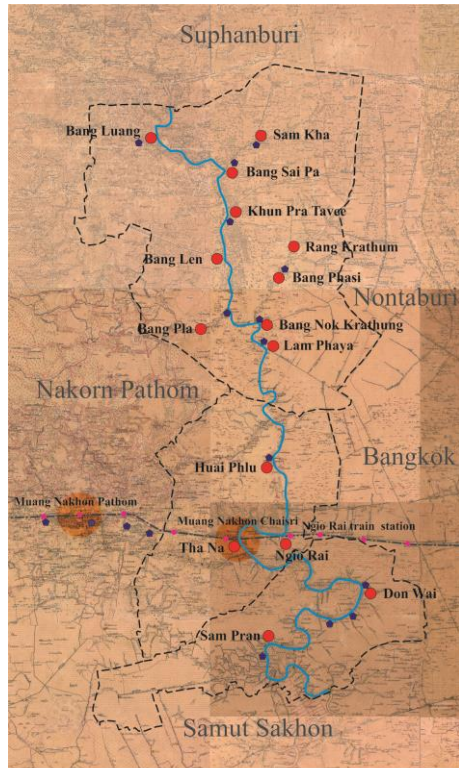 Suphanburi
Bang Luang
Sam Kha
Bang Sai Pa
Khun Pra Tavee
Rang Krathum
Bang Len
Bang Phasi
Nontaburi
Bang Nok Krathung
Bang Pla
Lam Phaya
Nakorn Pathom
Bangkok
Huai Phlu
Muang Nakhon Pathom
Muang Nakhon Chaisri
Ngio Rai train station
Tha Na
Ngio Rai
Don Wai
Sam Pran
Samut Sakhon